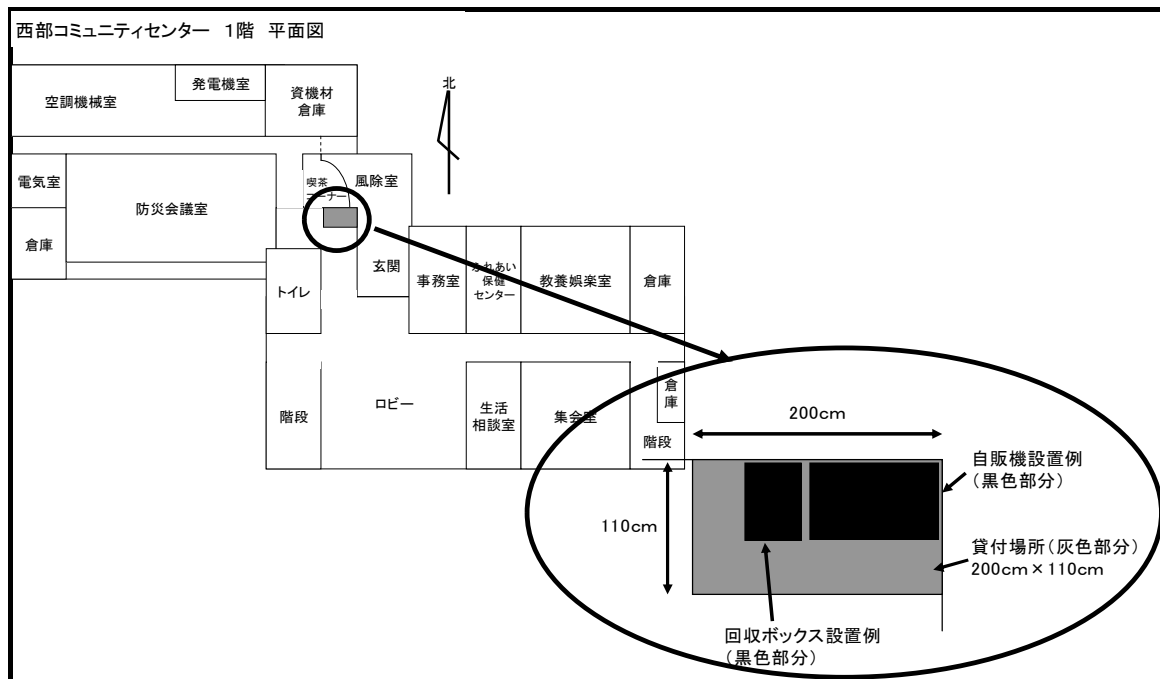 西部コミュニティセンター 1階 平面図
発電機室
空調機械室
資機材
倉庫
北
電気室
防災会議室
倉庫
喫茶
コーナー
風除室
トイレ
玄関
事務室
ふれあい
保健
センター
教養娯楽室
倉庫
階段
ロビー
生活
相談室
集会室
倉庫
階段
200cm
110cm
自販機設置例
(黒色部分)
貸付場所(灰色部分)
200cm×110cm
回収ボックス設置例
(黒色部分)